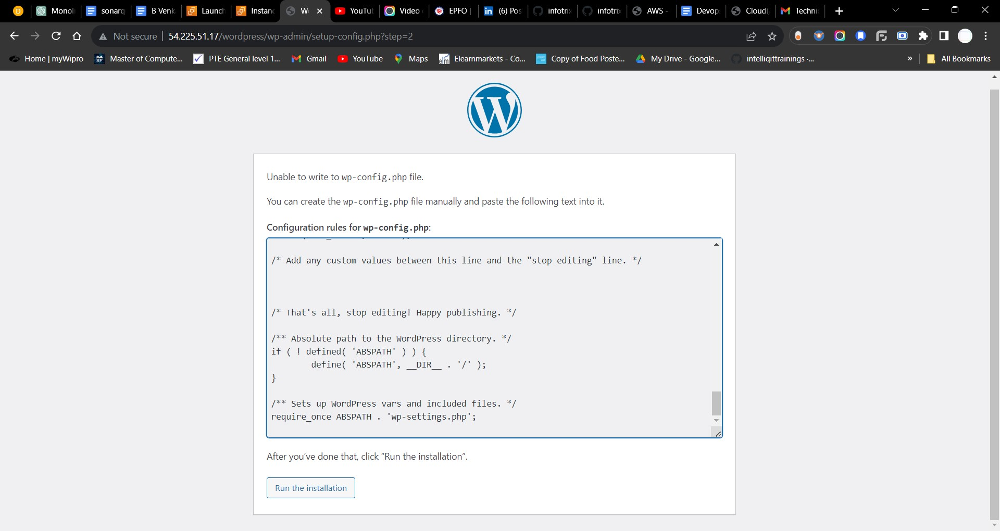 D
Monoli
sonarq
B Venk
Launch
Instanc
W
YouTu
Video
EPFO |
in
(6) Pos
infotrix
infotrix
AWS -
Devop
Cloud(
Techni
Not secure
54.225.51.17/wordpress/wp-admin/setup-config.php?step=2
Home | myWipro
Master of Compute...
PTE General level 1...
Gmail
YouTube
Maps
Elearnmarkets - Co...
Copy of Food Poste...
My Drive - Google...
intelliqittrainings ·...
»
All Bookmarks
W
Unable to write to wp-config.php file.
You can create the wp-config.php file manually and paste the following text into it.
Configuration rules for wp-config.php:
/* Add any custom values between this line and the "stop editing" line. */
/* That's all, stop editing! Happy publishing. */
/** Absolute path to the WordPress directory. */
if ( ! defined( 'ABSPATH' ) ) {
define( 'ABSPATH', __DIR__ . '/' );
}
/** Sets up WordPress vars and included files. */
require_once ABSPATH . 'wp-settings.php';
After you've done that, click “Run the installation”.
Run the installation